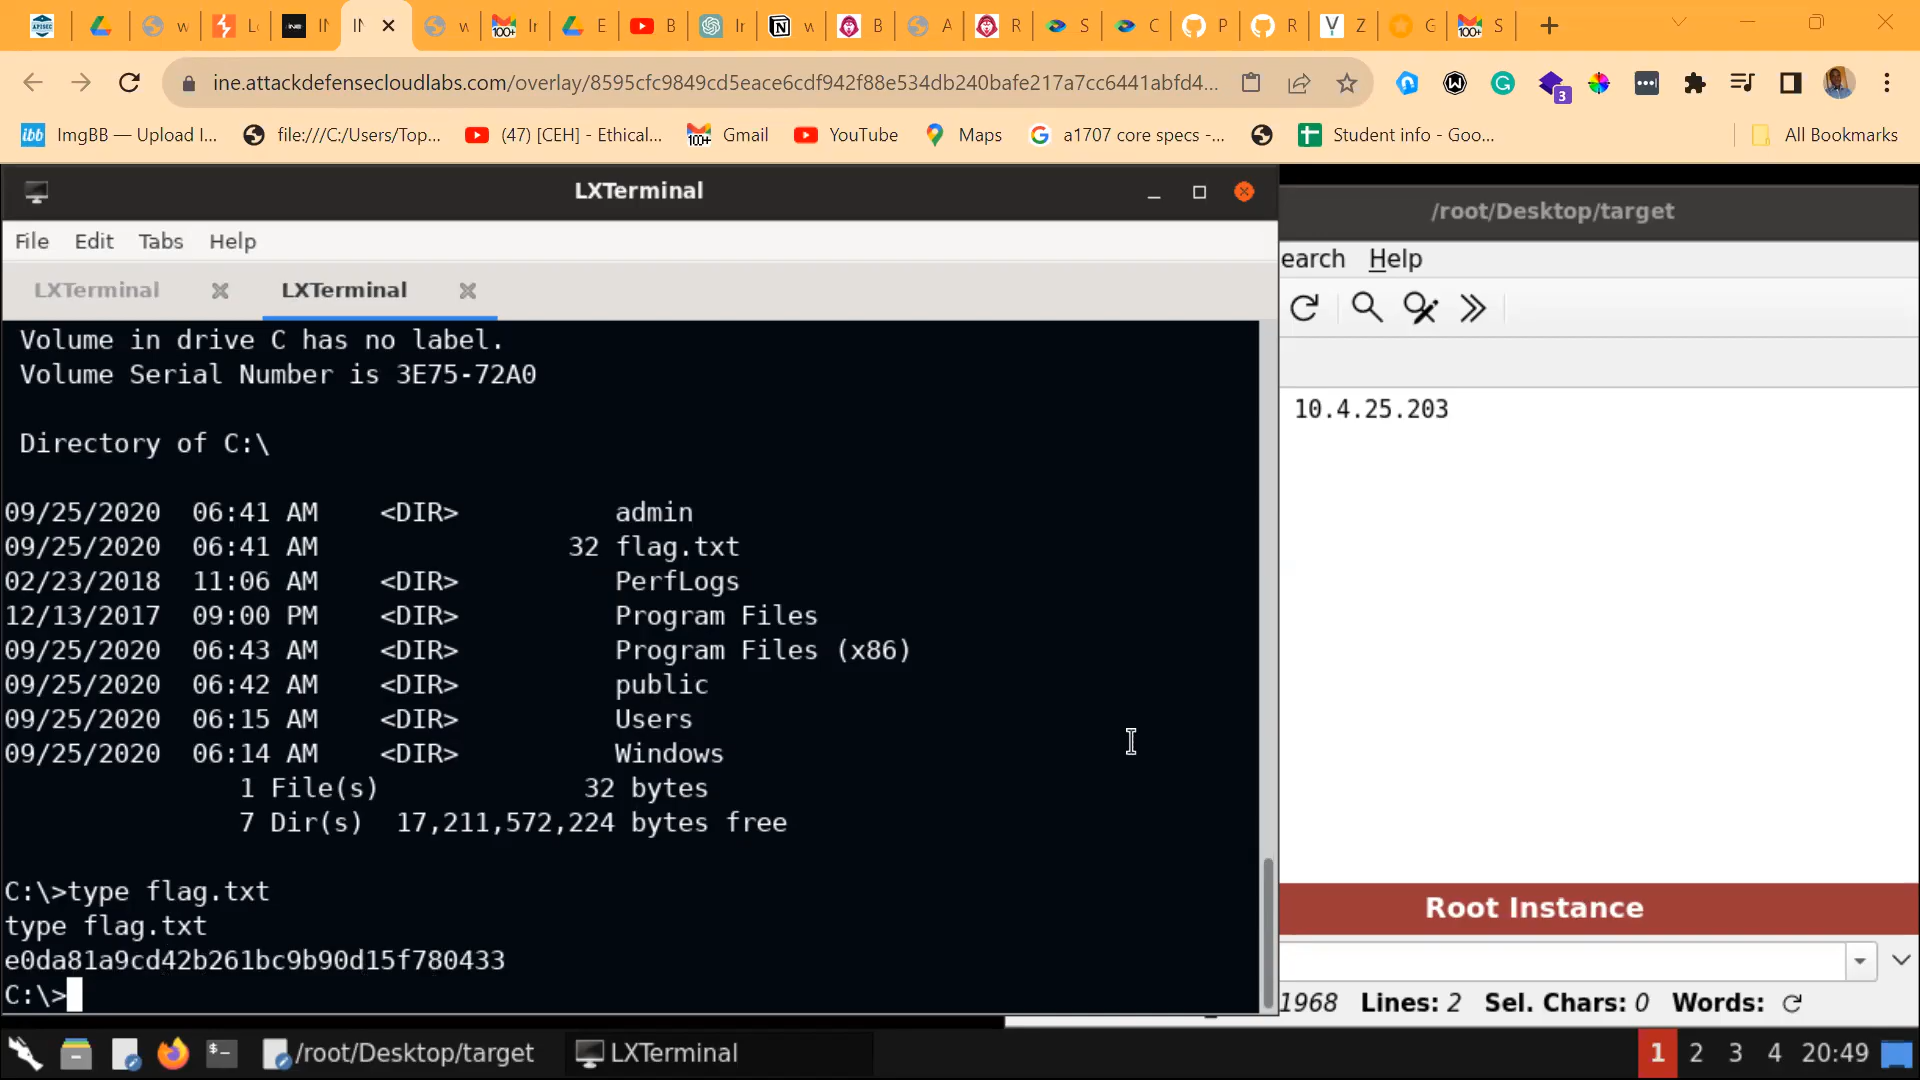 w
L
IN
IN
w
In
E
B
In
w
B
A
R
S
C
P
R
Z
G
S
ine.attackdefensecloudlabs.com/overlay/8595cfc9849cd5eace6cdf942f88e534db240bafe217a7cc6441abfd4...
3
ibb
ImgBB — Upload I...
file:///C:/Users/Top...
(47) [CEH] - Ethical...
Gmail
YouTube
Maps
a1707 core specs -...
Student info - Goo...
All Bookmarks
LXTerminal
File Edit Tabs Help
LXTerminal
LXTerminal
Volume in drive C has no label.
Volume Serial Number is 3E75-72A0
Directory of C:\
09/25/2020 06:41 AM <DIR> admin
09/25/2020 06:41 AM 32 flag.txt
02/23/2018 11:06 AM <DIR> PerfLogs
12/13/2017 09:00 PM <DIR> Program Files
09/25/2020 06:43 AM <DIR> Program Files (x86)
09/25/2020 06:42 AM <DIR> public
09/25/2020 06:15 AM <DIR> Users
09/25/2020 06:14 AM <DIR> Windows
1 File(s) 32 bytes
7 Dir(s) 17,211,572,224 bytes free
C:\>type flag.txt
type flag.txt
e0da81a9cd42b261bc9b90d15f780433
C:\>
/root/Desktop/target
earch Help
10.4.25.203
Root Instance
1968 Lines: 2 Sel. Chars: 0 Words:
/root/Desktop/target
LXTerminal
1 2 3 4 20:49